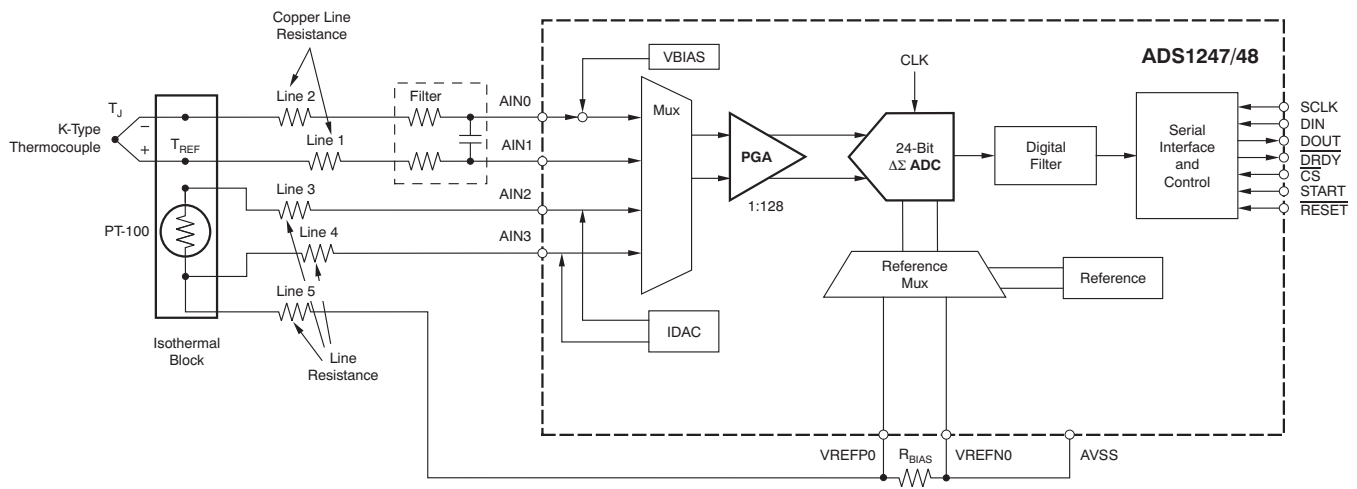 Copper Line
Resistance
ADS1247/48
VBIAS
CLK
Line 2
Filter
AIN0
Mux
TJ
−
K-Type
Thermocouple
+
TREF
Line 1
AIN1
PGA
1:128
24-Bit
ΔΣ ADC
Digital
Filter
Serial
Interface
and
Control
SCLK
DIN
DOUT
DRDY
CS
START
RESET
Line 3
AIN2
PT-100
Line 4
AIN3
Line 5
Reference
Mux
Reference
IDAC
Isothermal
Block
Line
Resistance
VREFP0
RBIAS
VREFN0
AVSS